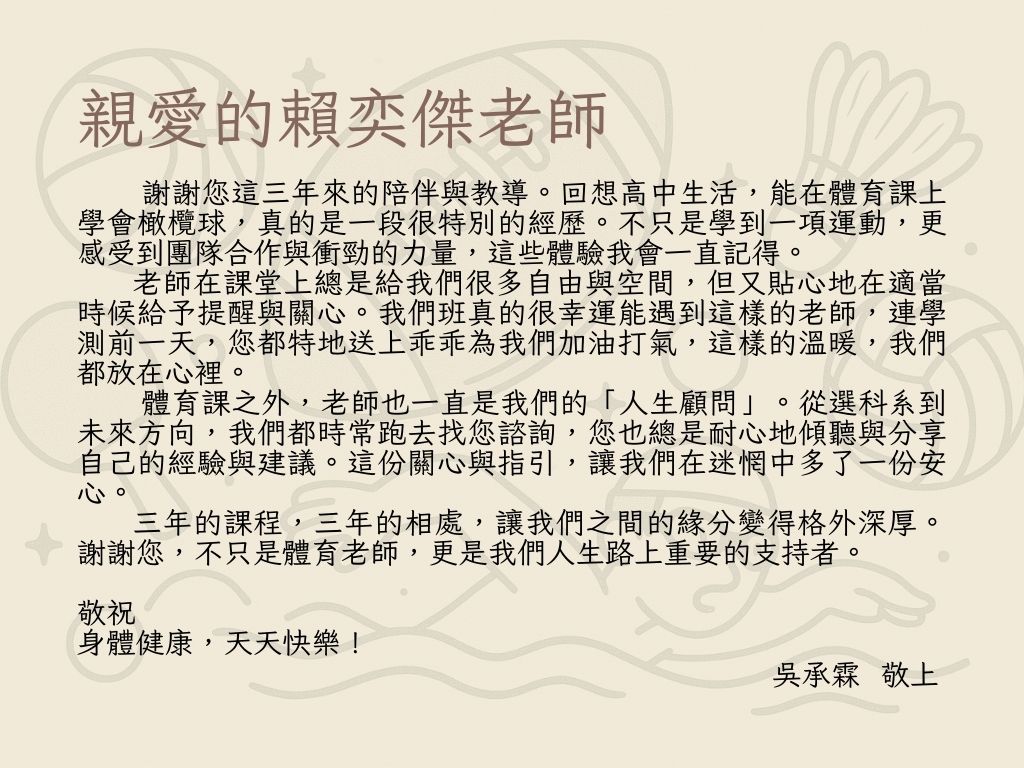 親愛的賴奕傑老師
謝謝您這三年來的陪伴與教導。回想高中生活，能在體育課上
學會橄欖球，真的是一段很特別的經歷。不只是學到一項運動，更
感受到團隊合作與衝勁的力量，這些體驗我會一直記得。
老師在課堂上總是給我們很多自由與空間，但又貼心地在適當
時候給予提醒與關心。我們班真的很幸運能遇到這樣的老師，連學
測前一天，您都特地送上乖乖為我們加油打氣，這樣的溫暖，我們
都放在心裡。
體育課之外，老師也一直是我們的「人生顧問」。從選科系到
未來方向，我們都時常跑去找您諮詢，您也總是耐心地傾聽與分享
自己的經驗與建議。這份關心與指引，讓我們在迷惘中多了一份安
心。
三年的課程，三年的相處，讓我們之間的緣分變得格外深厚。
謝謝您，不只是體育老師，更是我們人生路上重要的支持者。
敬祝
身體健康，天天快樂！
吳承霖 敬上